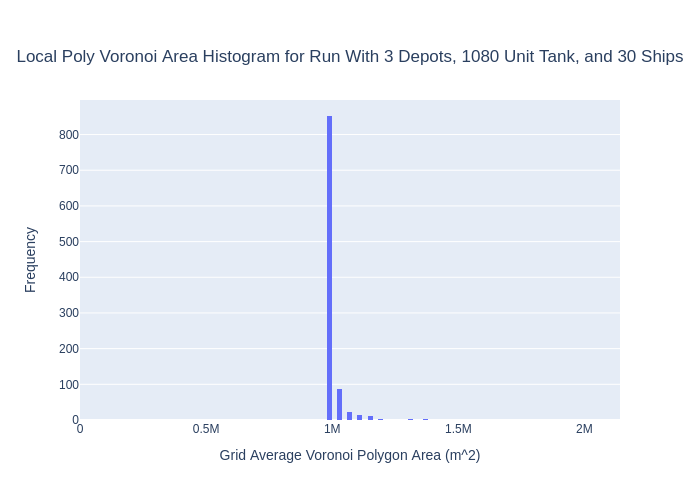 Local Poly Voronoi Area Histogram for Run With 3 Depots, 1080 Unit Tank, and 30 Ships
800
700
600
500
400
300
200
100
0
Frequency
0
0.5M
1M
1.5M
2M
Grid Average Voronoi Polygon Area (m^2)